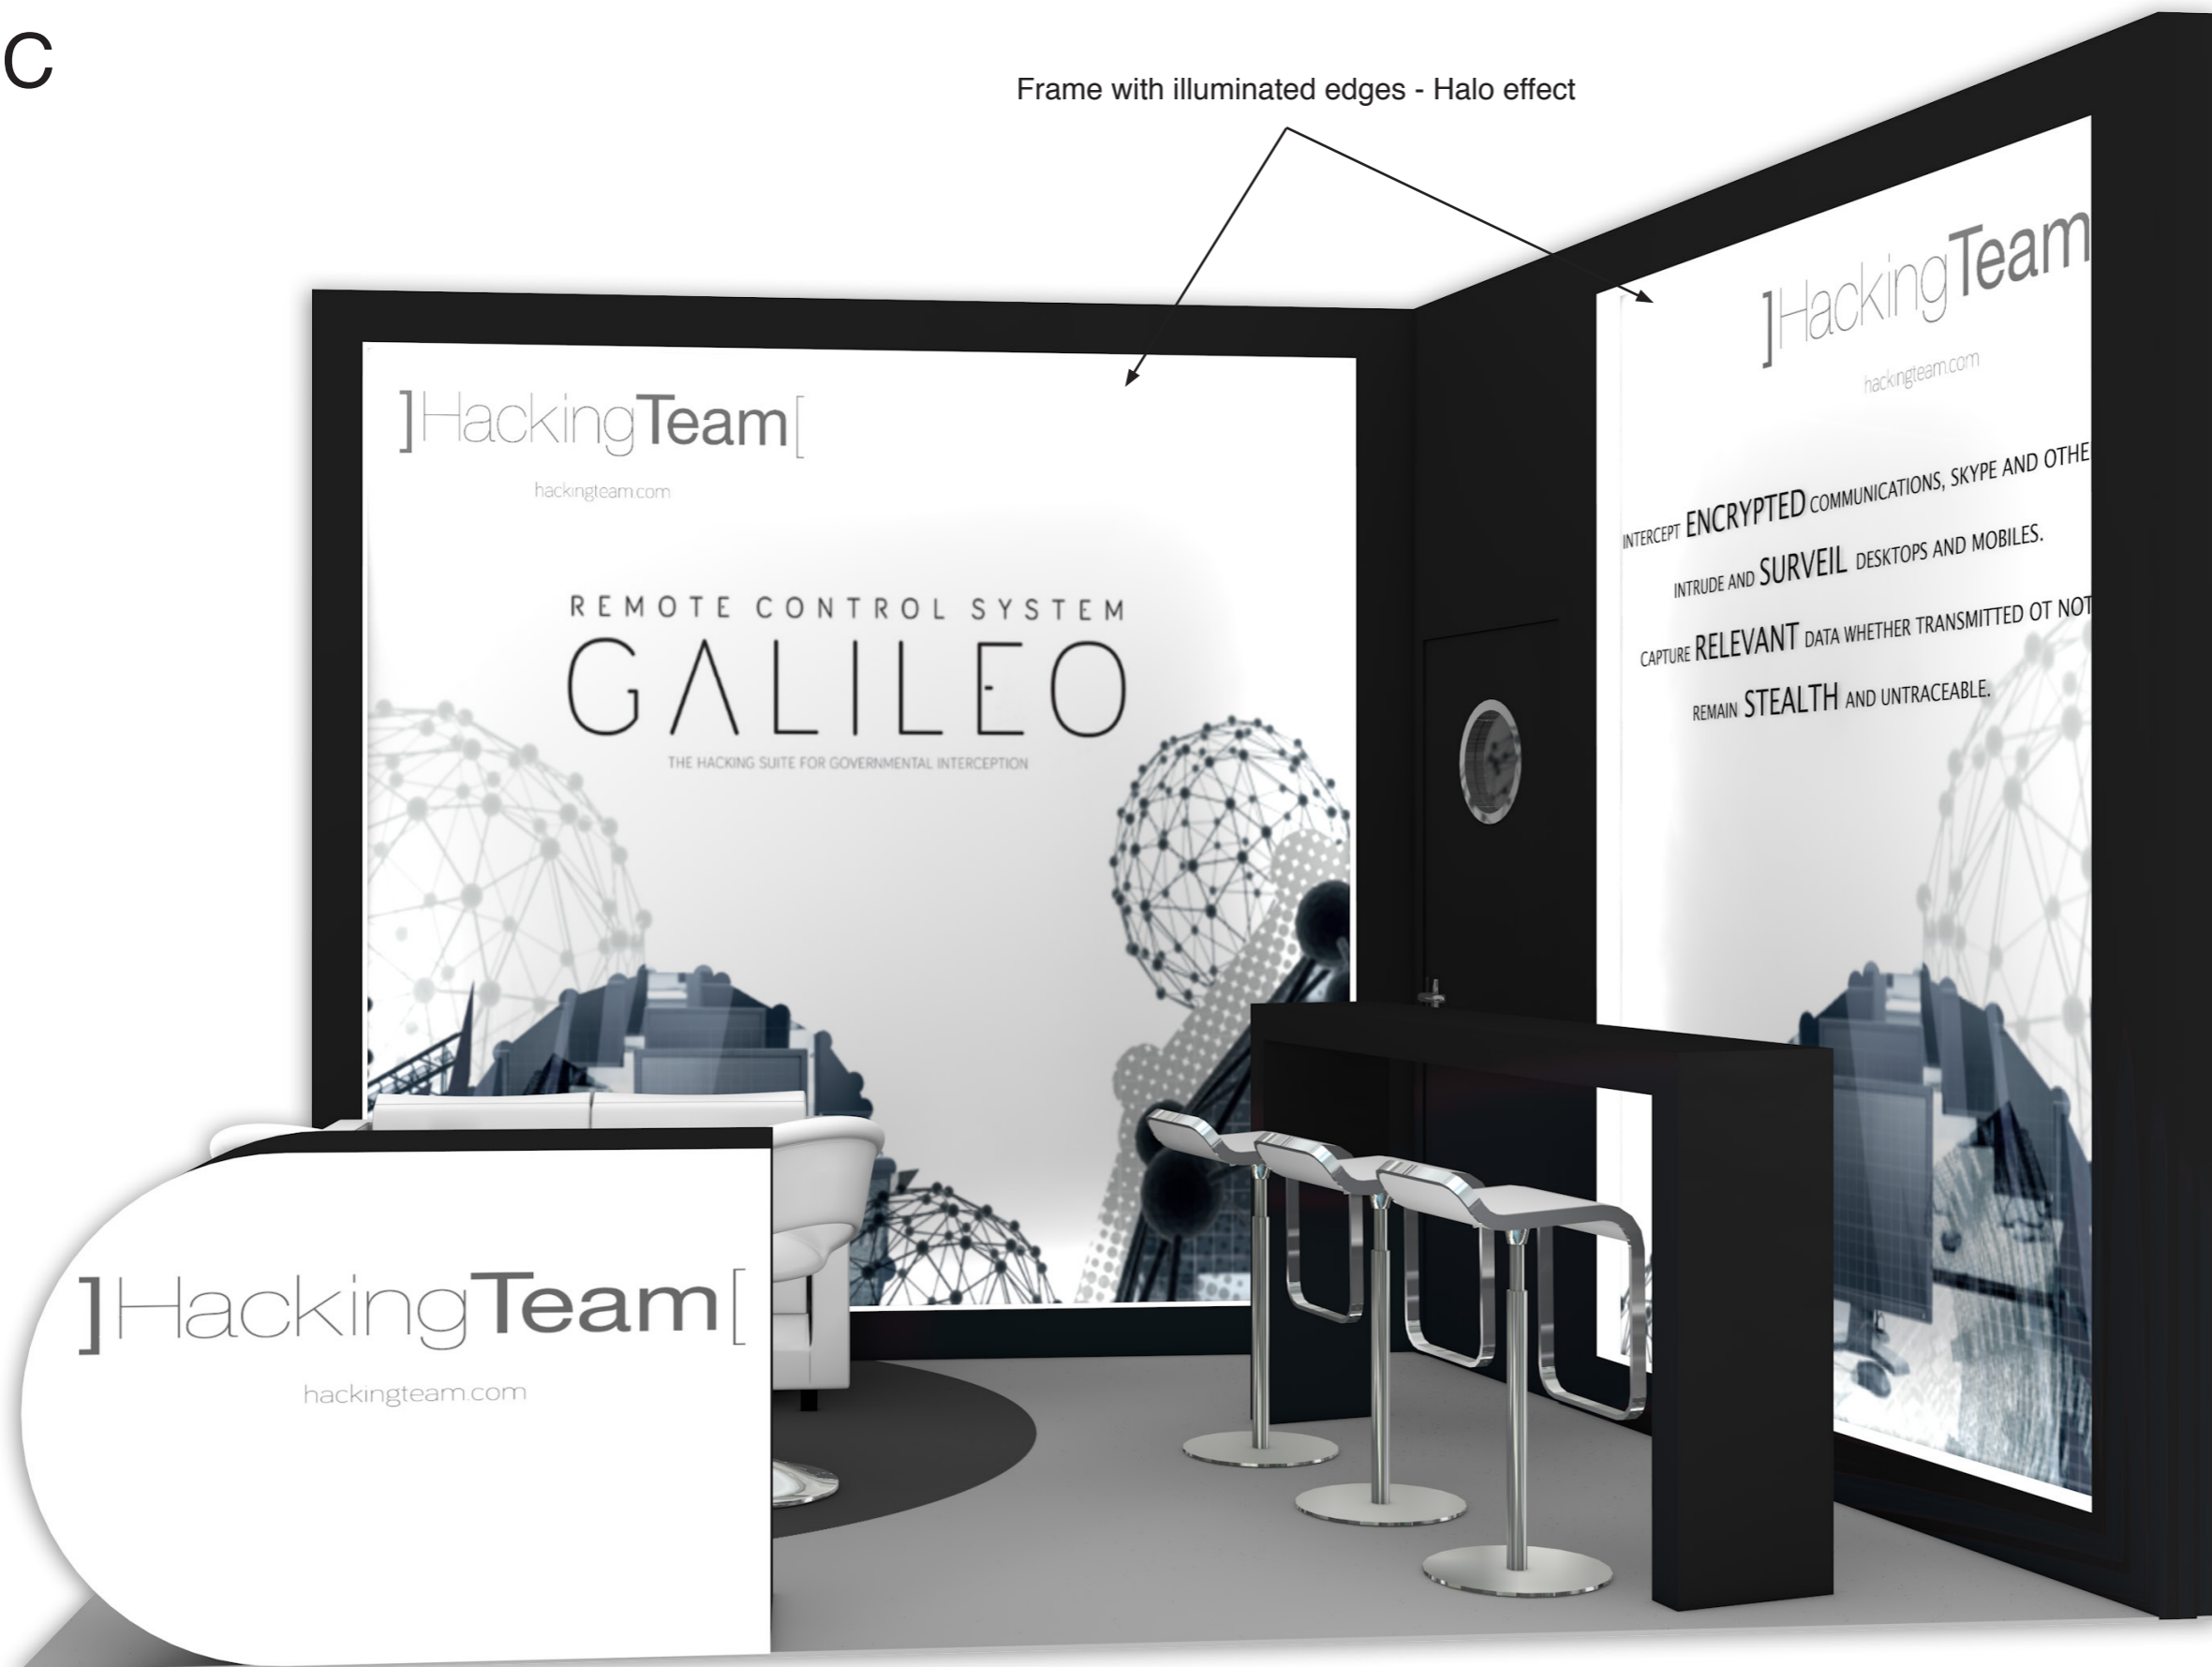 C
Frame with illuminated edges - Halo effect
]HackingTeam[
hackingteam.com
REMOTE CONTROL SYSTEM
GALILEO
THE HACKING SUITE FOR GOVERNMENTAL INTERCEPTION
]HackingTeam
hackingteam.com
INTERCEPT ENCRYPTED COMMUNICATIONS, SKYPE AND OTHE
INTRUDE AND SURVEIL DESKTOPS AND MOBILES.
CAPTURE RELEVANT DATA WHETHER TRANSMITTED OT NOT
REMAIN STEALTH AND UNTRACEABLE.
]HackingTeam[
hackingteam.com